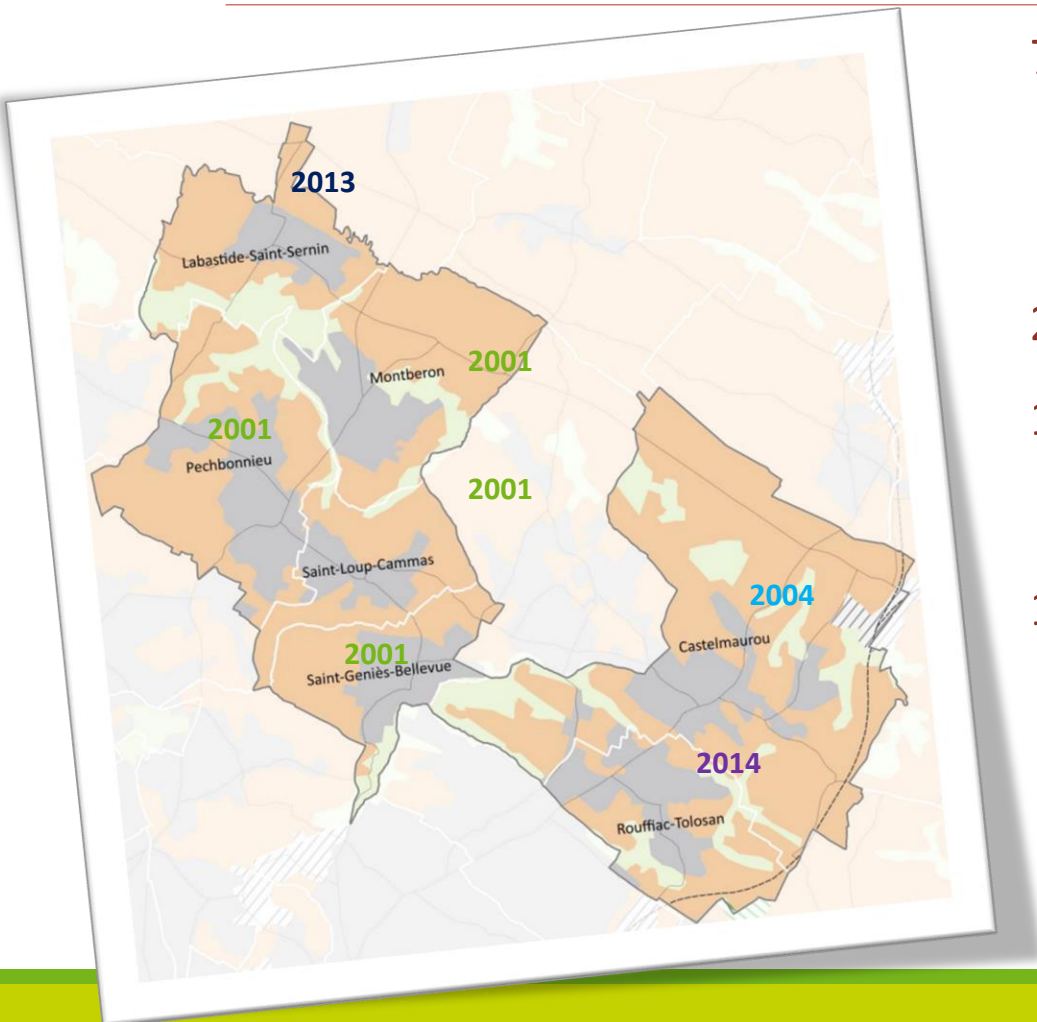 2013
Labastide-Saint-Sernin
2001
Montberon
2001
Pechbonnieu
2001
Saint-Loup-Cammas
2004
Castelmaurou
2001
Saint-Geniès-Bellevue
2014
Rouffiac-Tolosan